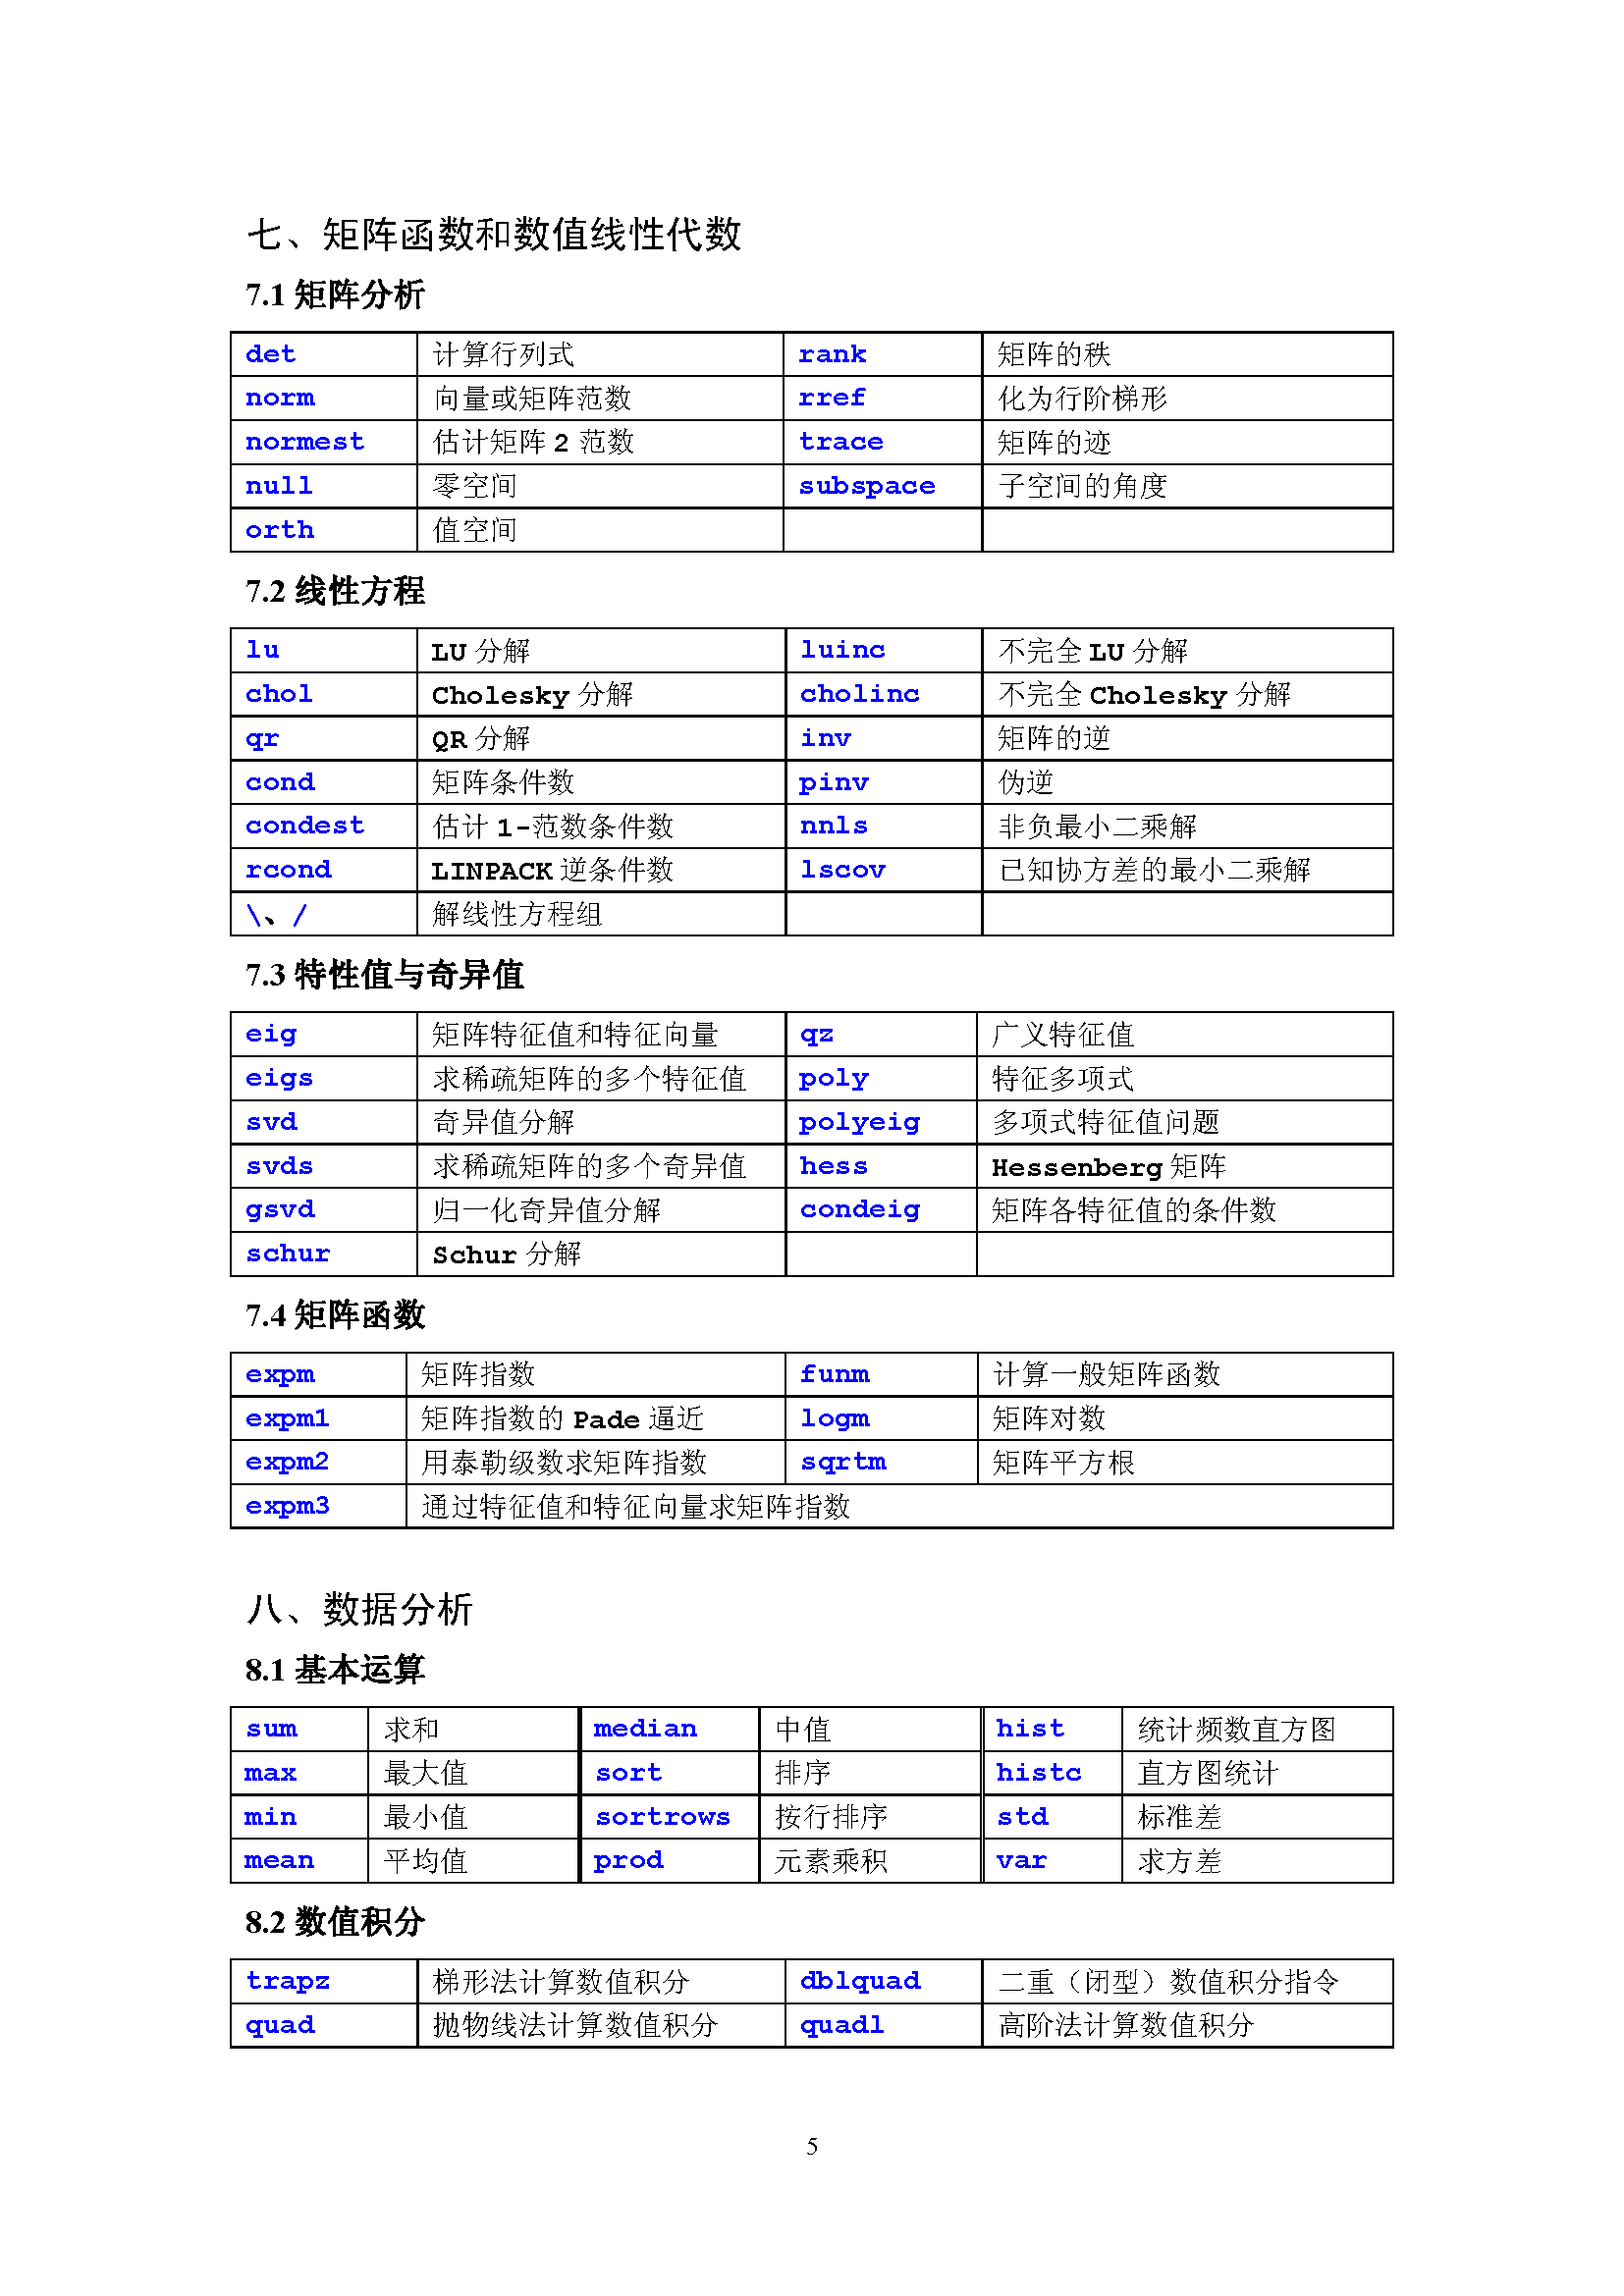 七、矩阵函数和数值线性代数
7.1 矩阵分析
det 计算行列式 rank 矩阵的秩
norm 向量或矩阵范数 rref 化为行阶梯形
normest 估计矩阵 2 范数 trace 矩阵的迹
null 零空间 subspace 子空间的角度
orth 值空间
7.2 线性方程
lu LU 分解 luinc 不完全 LU 分解
chol Cholesky 分解 cholinc 不完全 Cholesky 分解
qr QR 分解 inv 矩阵的逆
cond 矩阵条件数 pinv 伪逆
condest 估计 1-范数条件数 nnls 非负最小二乘解
rcond LINPACK 逆条件数 lscov 已知协方差的最小二乘解
\、/ 解线性方程组
7.3 特性值与奇异值
eig 矩阵特征值和特征向量 qz 广义特征值
eigs 求稀疏矩阵的多个特征值 poly 特征多项式
svd 奇异值分解 polyeig 多项式特征值问题
svds 求稀疏矩阵的多个奇异值 hess Hessenberg 矩阵
gsvd 归一化奇异值分解 condeig 矩阵各特征值的条件数
schur Schur 分解
7.4 矩阵函数
expm 矩阵指数 funm 计算一般矩阵函数
expm1 矩阵指数的 Pade 逼近 logm 矩阵对数
expm2 用泰勒级数求矩阵指数 sqrtm 矩阵平方根
expm3 通过特征值和特征向量求矩阵指数
八、数据分析
8.1 基本运算
sum 求和 median 中值 hist 统计频数直方图
max 最大值 sort 排序 histc 直方图统计
min 最小值 sortrows 按行排序 std 标准差
mean 平均值 prod 元素乘积 var 求方差
8.2 数值积分
trapz 梯形法计算数值积分 dblquad 二重（闭型）数值积分指令
quad 抛物线法计算数值积分 quadl 高阶法计算数值积分
5